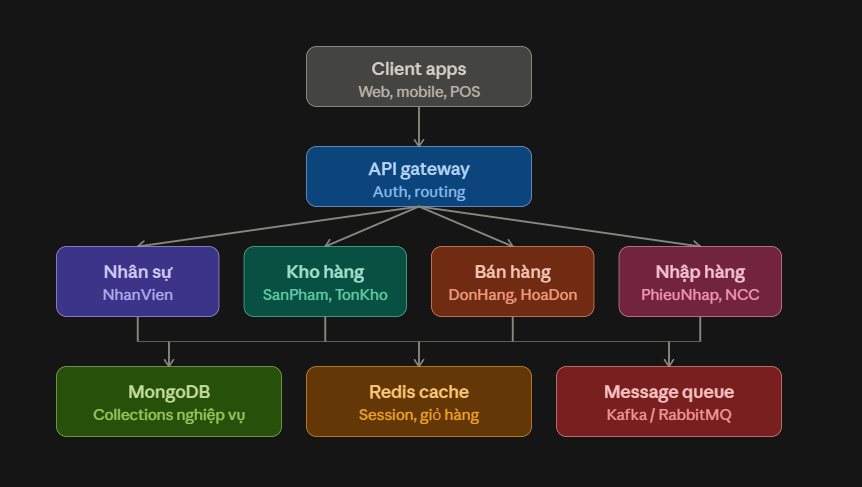 Client apps
Web, mobile, POS
API gateway
Auth, routing
Nhân sự
NhanVien
Kho hàng
SanPham, TonKho
Bán hàng
DonHang, HoaDon
Nhập hàng
PhieuNhap, NCC
MongoDB
Collections nghiệp vụ
Redis cache
Session, giỏ hàng
Message queue
Kafka / RabbitMQ